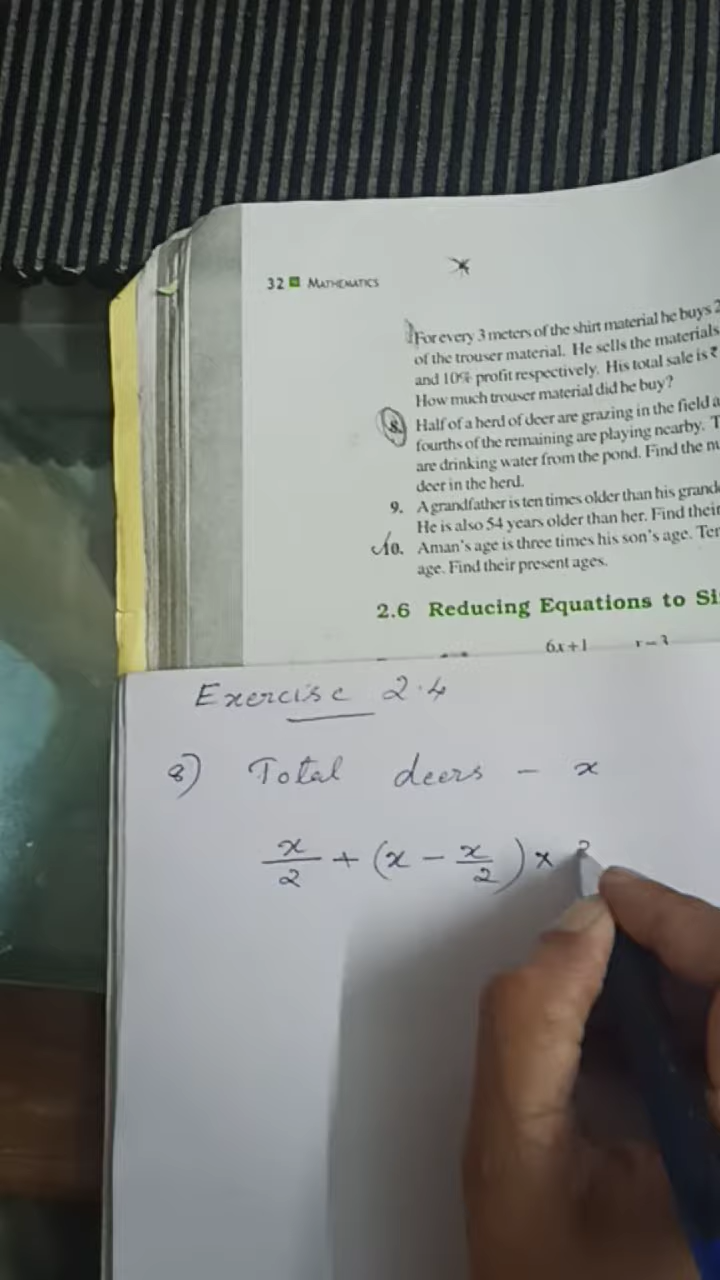 32 MATHEMATICS
For every 3 meters of the shirt material he buys 2
of the trouser material. He sells the materials
and 10% profit respectively. His total sale is ₹
How much trouser material did he buy?
8. Half of a herd of deer are grazing in the field a
fourths of the remaining are playing nearby. T
are drinking water from the pond. Find the nu
deer in the herd.
9. A grandfather is ten times older than his grand
He is also 54 years older than her. Find their
10. Aman's age is three times his son's age. Ten
age. Find their present ages.
2.6 Reducing Equations to Si
6x+1 x−3
Exercise 2.4
8) Total deers - x
x/2 + (x - x/2) ×